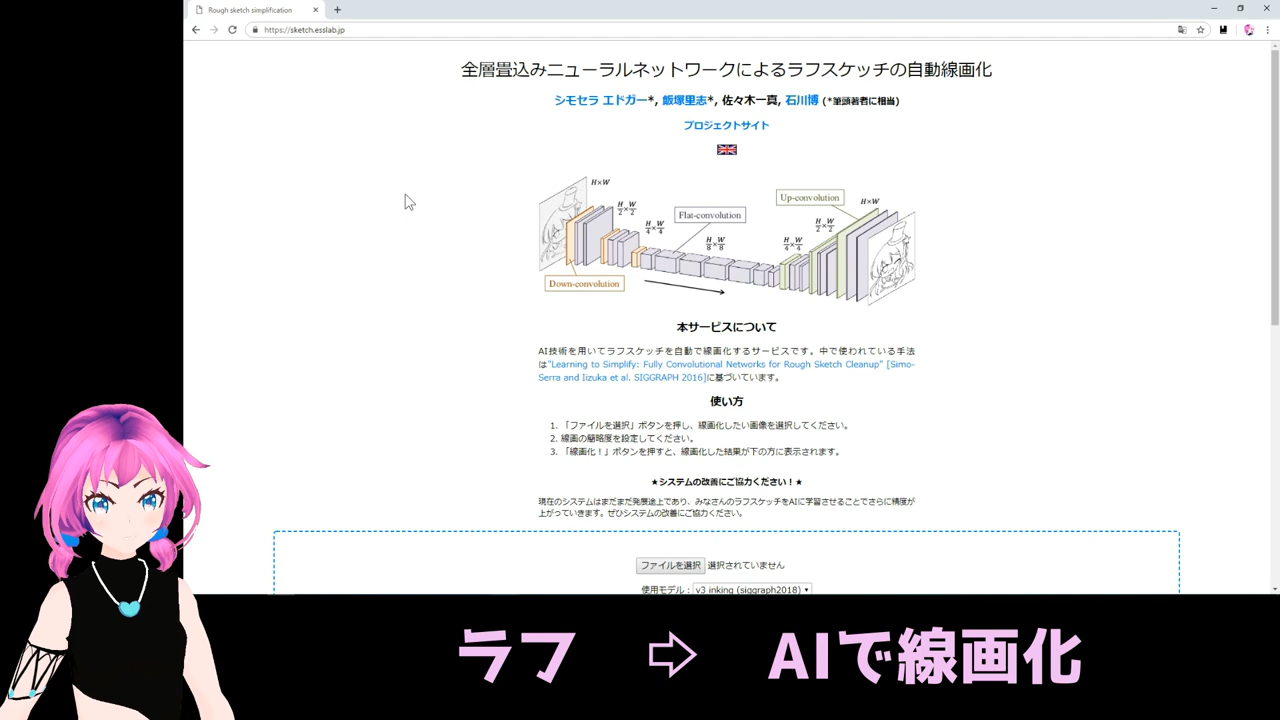 Rough sketch simplification
https://sketch.esslab.jp
全層畳込みニューラルネットワークによるラフスケッチの自動線画化
シモセラ エドガー*, 飯塚里志*, 佐々木一真, 石川博 (*筆頭著者に相当)
プロジェクトサイト
H×W
H/2×W/2
H/4×W/4
Flat-convolution
H/8×W/8
Up-convolution
H/4×W/4
H/2×W/2
H×W
Down-convolution
本サービスについて
AI技術を用いてラフスケッチを自動で線画化するサービスです。中で使われている手法
は"Learning to Simplify: Fully Convolutional Networks for Rough Sketch Cleanup" [Simo-
Serra and Iizuka et al. SIGGRAPH 2016]に基づいています。
使い方
1. 「ファイルを選択」ボタンを押し、線画化したい画像を選択してください。
2. 線画の簡略度を設定してください。
3. 「線画化！」ボタンを押すと、線画化した結果が下の方に表示されます。
★システムの改善にご協力ください！★
現在のシステムはまだまだ発展途上であり、みなさんのラフスケッチをAIに学習させることでさらに精度が
上がっていきます。ぜひシステムの改善にご協力ください。
ファイルを選択 選択されていません
使用モデル： v3 inking (siggraph2018)
ラフ ⇨ AIで線画化